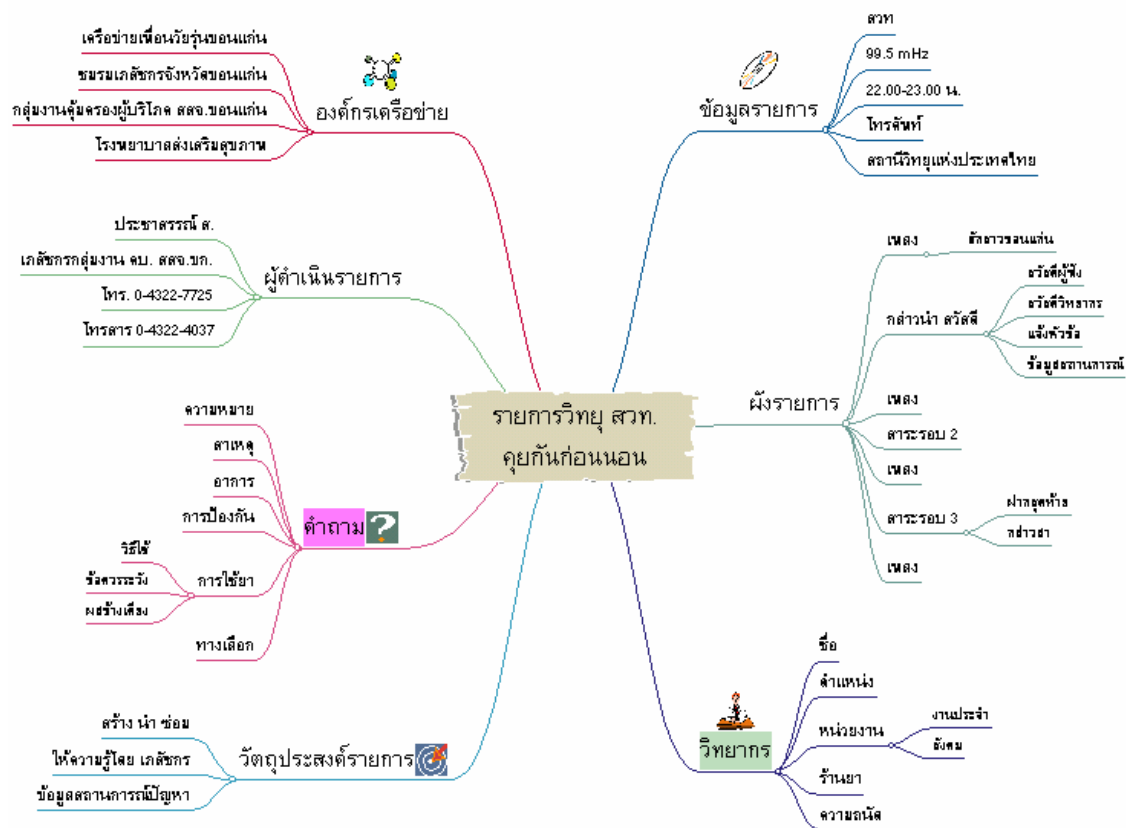 รายการวิทยุ สวท.
คุยกันก่อนนอน
องค์กรเครือข่าย
เครือข่ายเพื่อนวัยรุ่นขอนแก่น
ชมรมเภสัชกรจังหวัดขอนแก่น
กลุ่มงานคุ้มครองผู้บริโภค สสจ.ขอนแก่น
โรงพยาบาลส่งเสริมสุขภาพ
ผู้ดำเนินรายการ
ประชาสรรณ์ ส.
เภสัชกรกลุ่มงาน คบ. สสจ.ขก.
โทร. 0-4322-7725
โทรสาร 0-4322-4037
คำถาม
ความหมาย
สาเหตุ
อาการ
การป้องกัน
การใช้ยา
วิธีใช้
ข้อควรระวัง
ผลข้างเคียง
ทางเลือก
วัตถุประสงค์รายการ
สร้าง นำ ซ่อม
ให้ความรู้โดย เภสัชกร
ข้อมูลสถานการณ์ปัญหา
ข้อมูลรายการ
สวท
99.5 mHz
22.00-23.00 น.
โทรศัพท์
สถานีวิทยุแห่งประเทศไทย
ผังรายการ
เพลง
สักลาวขอนแก่น
กล่าวนำ สวัสดี
สวัสดีผู้ฟัง
สวัสดีวิทยากร
แจ้งหัวข้อ
ข้อมูลสถานการณ์
เพลง
สาระรอบ 2
เพลง
สาระรอบ 3
ฝากสุดท้าย
กล่าวลา
เพลง
วิทยากร
ชื่อ
ตำแหน่ง
หน่วยงาน
งานประจำ
สังคม
ร้านยา
ความถนัด